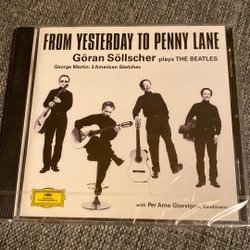 FROM YESTERDAY TO PENNY LANE
Göran Söllscher plays THE BEATLES
George Martin: 3 American Sketches
with Per Arne Glorvigen, bandoneon